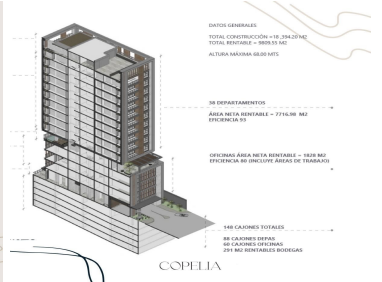 DATOS GENERALES
TOTAL CONSTRUCCIÓN =18 ,394.20 M2
TOTAL RENTABLE = 9809.55 M2
ALTURA MÁXIMA 68.00 MTS
38 DEPARTAMENTOS
ÁREA NETA RENTABLE = 7716.98 M2
EFICIENCIA 93
OFICINAS ÁREA NETA RENTABLE = 1828 M2
EFICIENCIA 80 (INCLUYE ÁREAS DE TRABAJO)
148 CAJONES TOTALES
88 CAJONES DEPAS
60 CAJONES OFICINAS
291 M2 RENTABLES BODEGAS
COPELIA